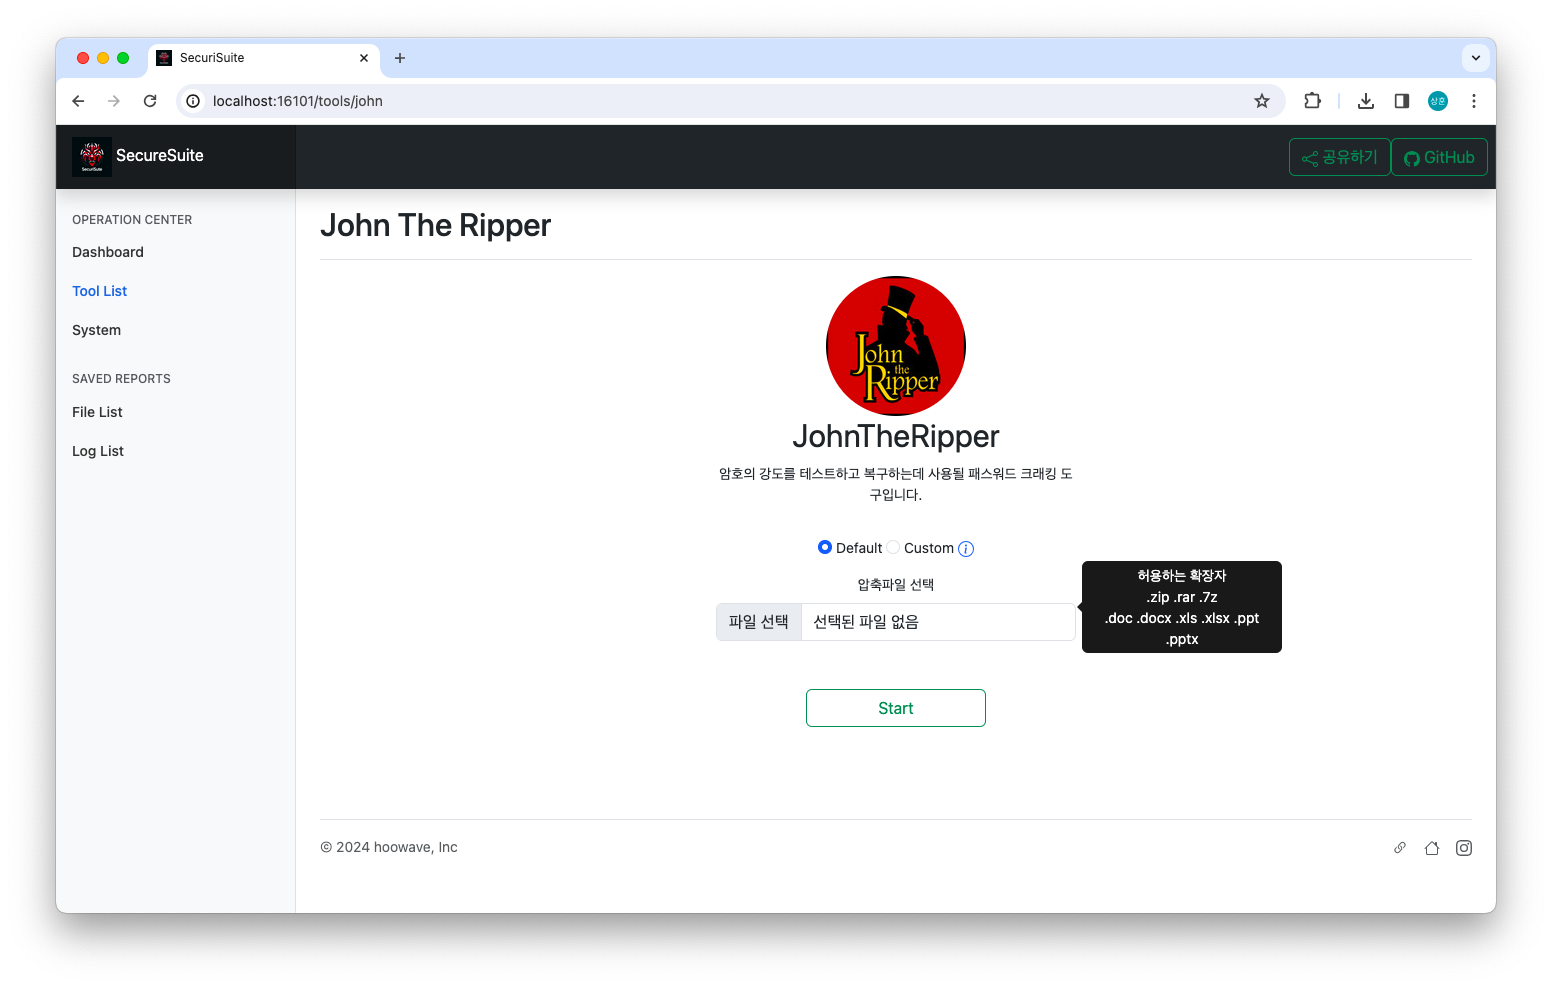 SecuriSuite
localhost:16101/tools/john
상훈
SecuriSuite
SecureSuite
공유하기
GitHub
OPERATION CENTER
Dashboard
Tool List
System
SAVED REPORTS
File List
Log List
John The Ripper
John
the
Ripper
JohnTheRipper
암호의 강도를 테스트하고 복구하는데 사용될 패스워드 크래킹 도
구입니다.
Default Custom
압축파일 선택
파일 선택 선택된 파일 없음
허용하는 확장자
.zip .rar .7z
.doc .docx .xls .xlsx .ppt
.pptx
Start
© 2024 hoowave, Inc